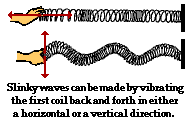 Slinky waves can be made by vibrating
the first coil back and forth in either
a horizontal or a vertical direction.